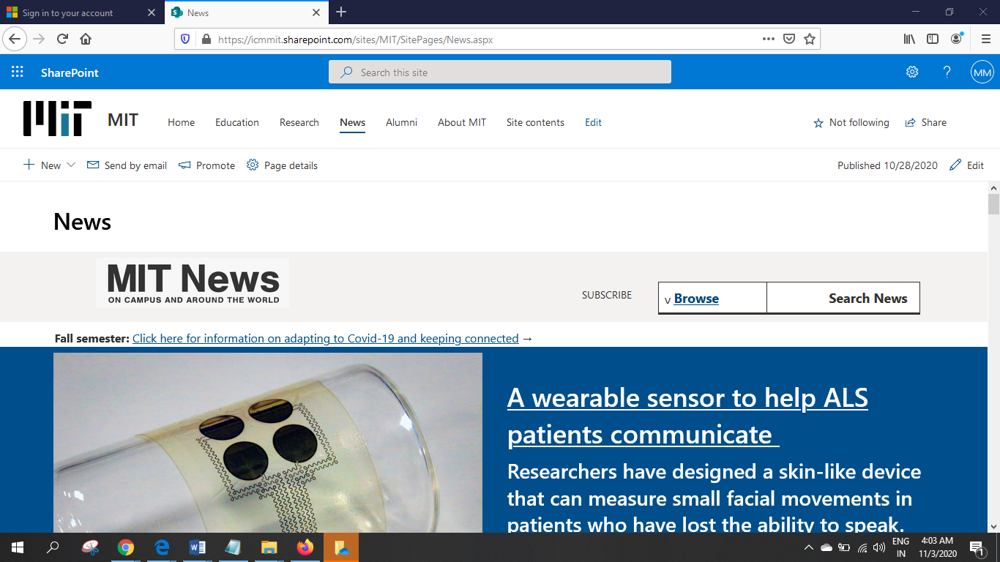 Sign in to your account
News
https://icmmit.sharepoint.com/sites/MIT/SitePages/News.aspx
SharePoint
Search this site
MM
MIT
MIT
Home
Education
Research
News
Alumni
About MIT
Site contents
Edit
Not following
Share
New
Send by email
Promote
Page details
Published 10/28/2020
Edit
News
MIT News
ON CAMPUS AND AROUND THE WORLD
SUBSCRIBE
v Browse
Search News
Fall semester: Click here for information on adapting to Covid-19 and keeping connected →
A wearable sensor to help ALS
patients communicate
Researchers have designed a skin-like device
that can measure small facial movements in
patients who have lost the ability to speak.
ENG
IN
4:03 AM
11/3/2020
1